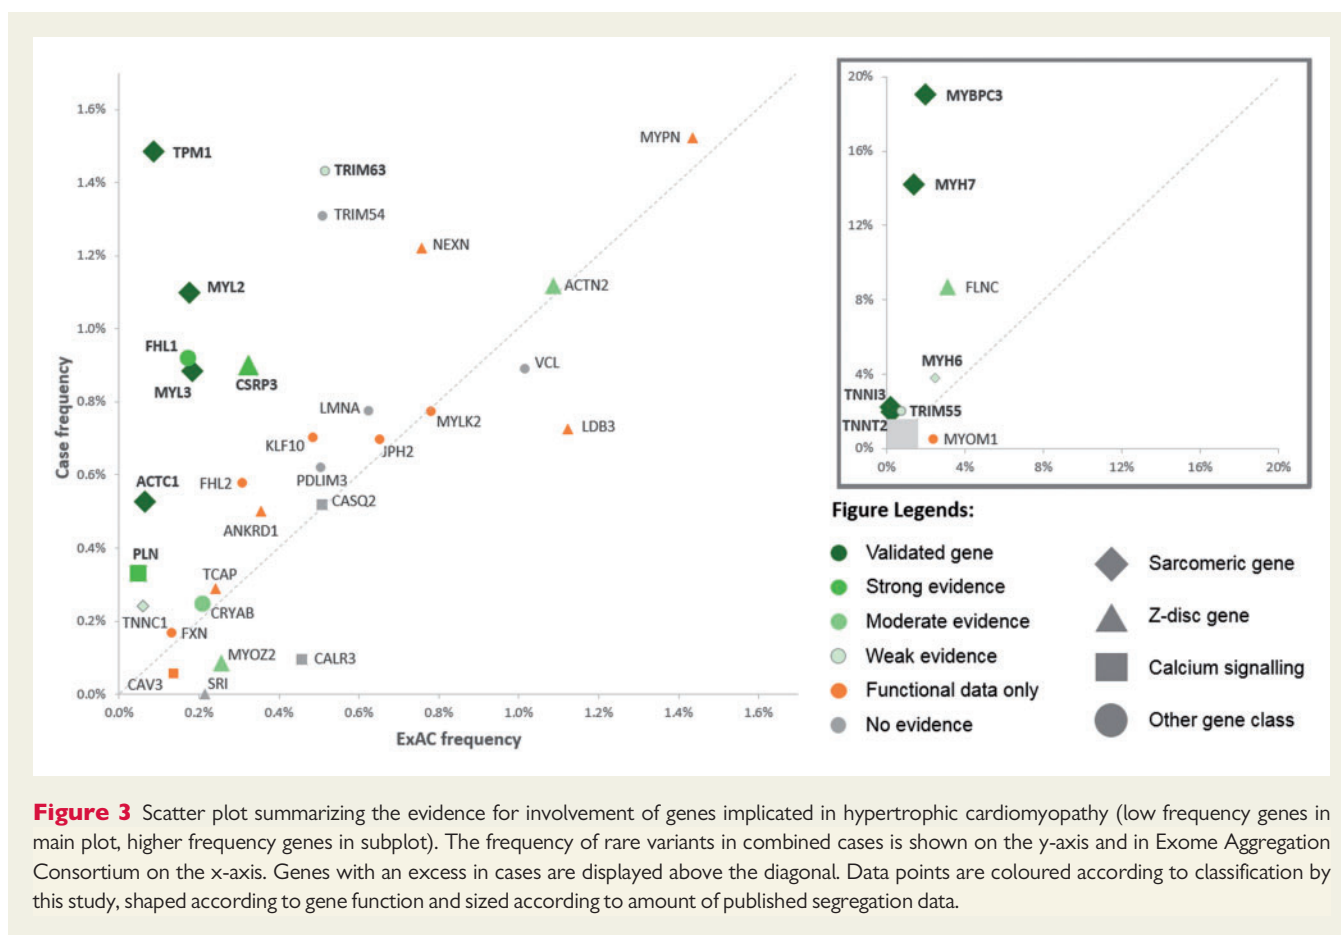 1.6%
1.4%
1.2%
1.0%
0.8%
0.6%
0.4%
0.2%
0.0%
Case frequency
TPM1
TRIM63
TRIM54
MYPN
NEXN
MYL2
ACTN2
FHL1
MYL3
CSRP3
VCL
LMNA
MYLK2
LDB3
KLF10
JPH2
PDLIM3
ACTC1
FHL2
CASQ2
ANKRD1
PLN
TCAP
TNNC1
CRYAB
FXN
MYOZ2
CALR3
CAV3
SRI
0.0% 0.2% 0.4% 0.6% 0.8% 1.0% 1.2% 1.4% 1.6%
ExAC frequency
20%
16%
12%
8%
4%
0%
MYBPC3
MYH7
FLNC
MYH6
TNNI3
TRIM55
TNNT2
MYOM1
0% 4% 8% 12% 16% 20%
Figure Legends:
Validated gene
Strong evidence
Moderate evidence
Weak evidence
Functional data only
No evidence
Sarcomeric gene
Z-disc gene
Calcium signalling
Other gene class
Figure 3 Scatter plot summarizing the evidence for involvement of genes implicated in hypertrophic cardiomyopathy (low frequency genes in
main plot, higher frequency genes in subplot). The frequency of rare variants in combined cases is shown on the y-axis and in Exome Aggregation
Consortium on the x-axis. Genes with an excess in cases are displayed above the diagonal. Data points are coloured according to classification by
this study, shaped according to gene function and sized according to amount of published segregation data.